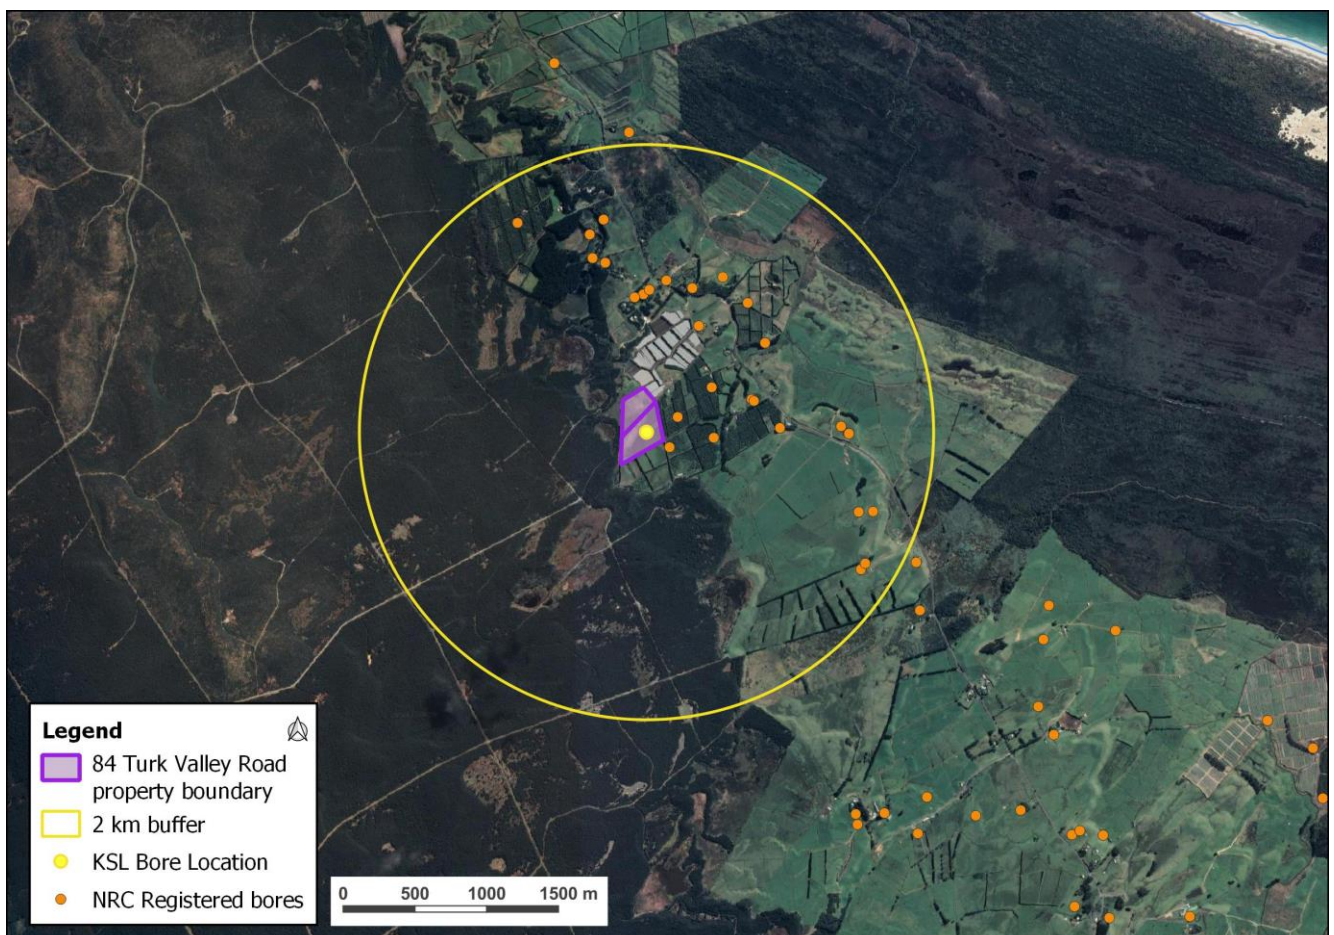 Legend
84 Turk Valley Road
property boundary
2 km buffer
KSL Bore Location
NRC Registered bores
0 500 1000 1500 m